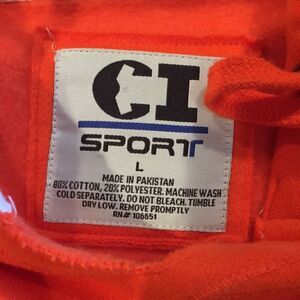 CI
SPORT
L
MADE IN PAKISTAN
80% COTTON, 20% POLYESTER. MACHINE WASH
COLD SEPARATELY. DO NOT BLEACH. TUMBLE
DRY LOW. REMOVE PROMPTLY
RN# 106651